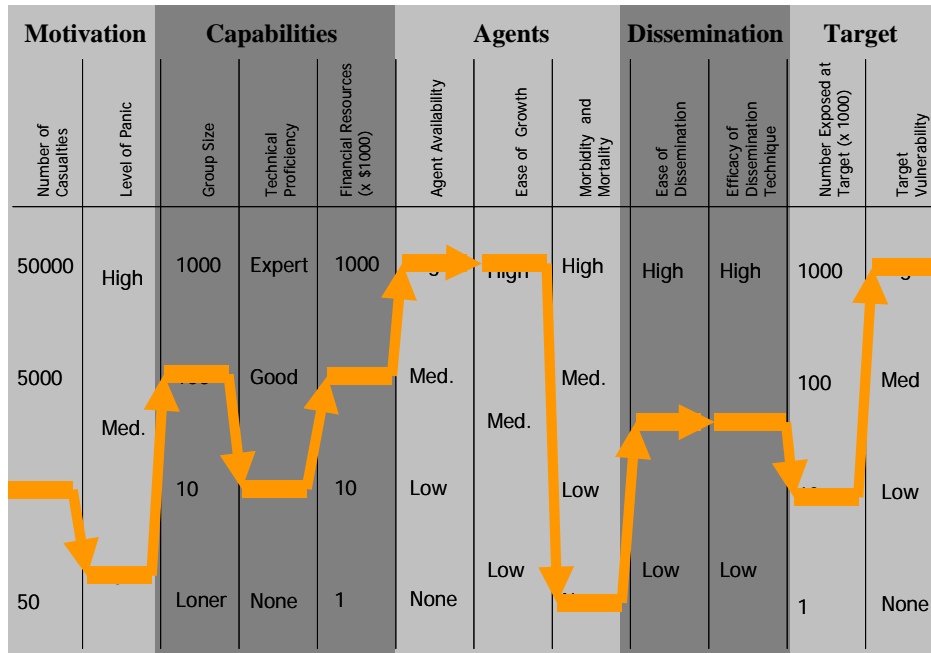 Motivation Capabilities Agents Dissemination Target
Number of
Casualties
Level of Panic
Group Size
Technical
Proficiency
Financial Resources
(x $1000)
Agent Availability
Ease of Growth
Morbidity and
Mortality
Ease of
Dissemination
Efficacy of
Dissemination
Technique
Number Exposed at
Target (x 1000)
Target
Vulnerability
50000 High 1000 Expert 1000 High High High High 1000
5000 Good Med. Med. 100 Med
Med. Med.
10 10 Low Low Low
Low Low Low
50 Loner None 1 None 1 None